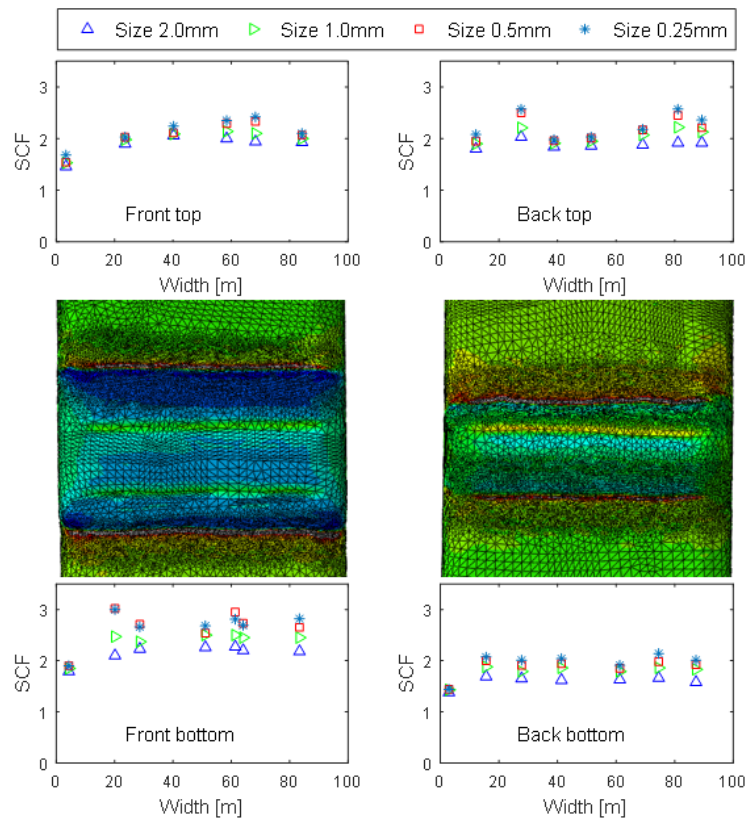 Size 2.0mm Size 1.0mm Size 0.5mm Size 0.25mm
3
2
1
0
SCF
Front top
0 20 40 60 80 100
Width [m]
3
2
1
0
SCF
Back top
0 20 40 60 80 100
Width [m]
3
2
1
0
SCF
Front bottom
0 20 40 60 80 100
Width [m]
3
2
1
0
SCF
Back bottom
0 20 40 60 80 100
Width [m]